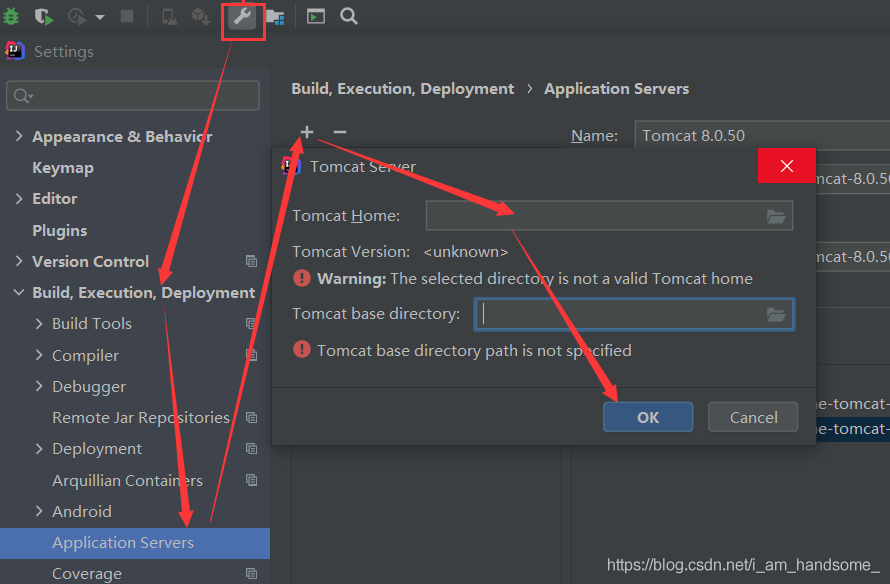 Settings
Build, Execution, Deployment › Application Servers
Appearance & Behavior
Keymap
Editor
Plugins
Version Control
Build, Execution, Deployment
Build Tools
Compiler
Debugger
Remote Jar Repositories
Deployment
Arquillian Containers
Android
Application Servers
Coverage
Name: Tomcat 8.0.50
mcat-8.0.50
mcat-8.0.50
Tomcat Server
Tomcat Home:
Tomcat Version: <unknown>
Warning: The selected directory is not a valid Tomcat home
Tomcat base directory:
Tomcat base directory path is not specified
OK Cancel
e-tomcat-
e-tomcat-
https://blog.csdn.net/i_am_handsome_